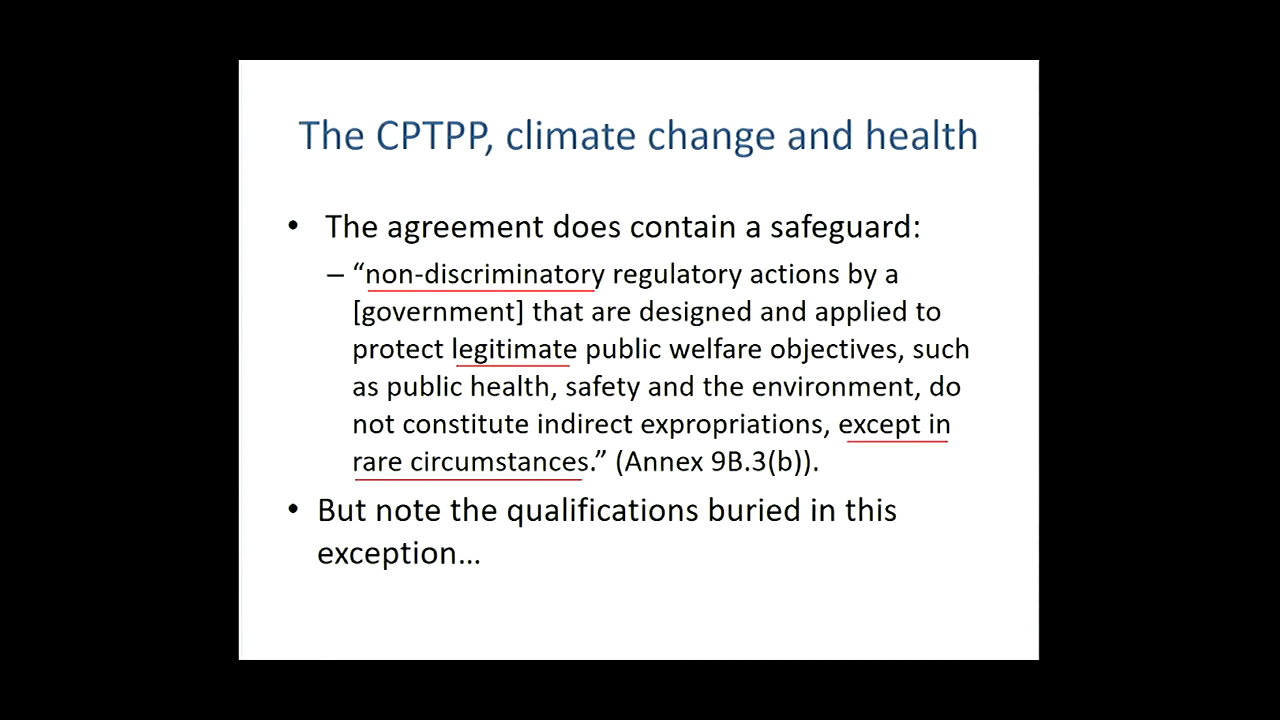 The CPTPP, climate change and health
• The agreement does contain a safeguard:
– “non-discriminatory regulatory actions by a
[government] that are designed and applied to
protect legitimate public welfare objectives, such
as public health, safety and the environment, do
not constitute indirect expropriations, except in
rare circumstances.” (Annex 9B.3(b)).
• But note the qualifications buried in this
exception…